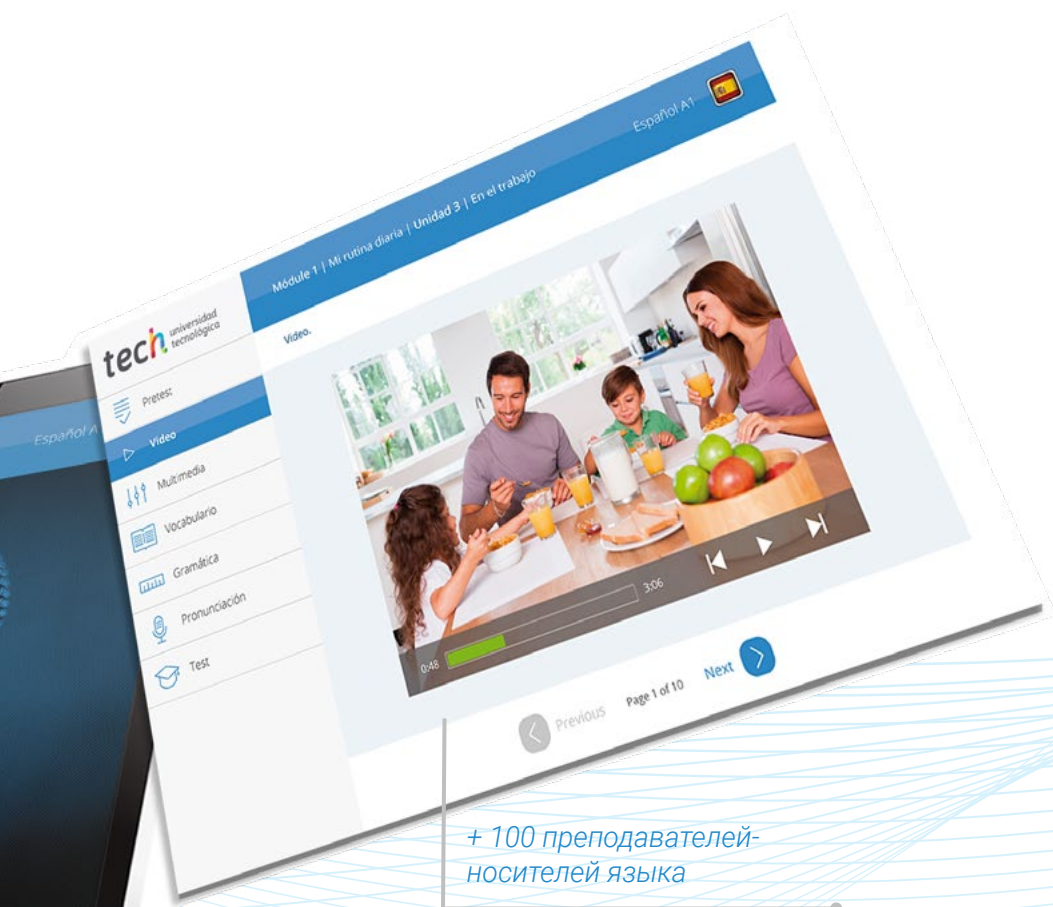 Español A1
Módule 1 | Mi rutina diaria | Unidad 3 | En el trabajo
tech universidad
tecnológica
Video.
Pretest
Video
Multimedia
Vocabulario
Gramática
Pronunciación
Test
0:48
3:06
Previous
Page 1 of 10
Next
Español A
+ 100 преподавателей-
носителей языка